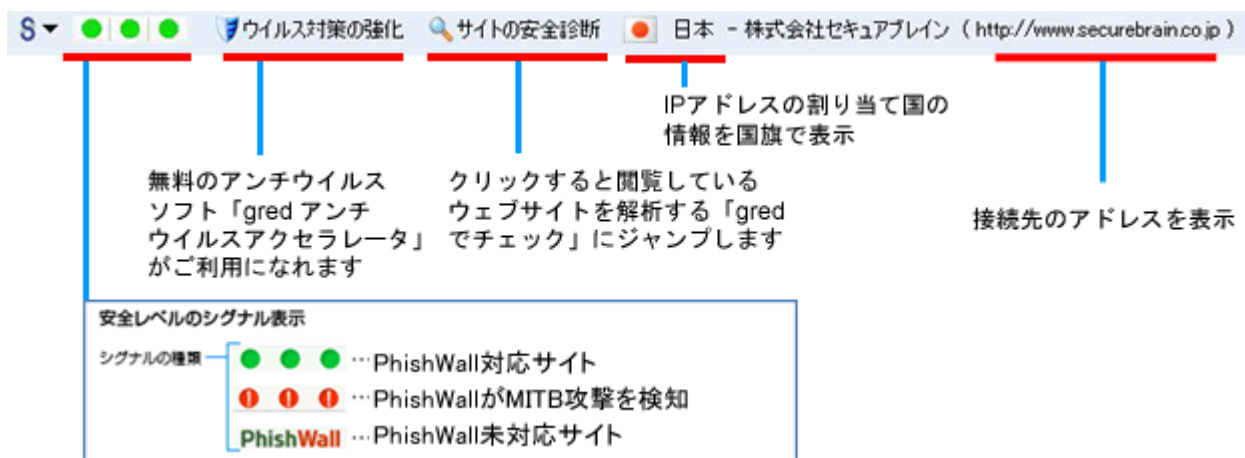 S ウイルス対策の強化 サイトの安全診断 日本 - 株式会社セキュアブレイン ( http://www.securebrain.co.jp )
IPアドレスの割り当て国の
情報を国旗で表示
無料のアンチウイルス
ソフト「gred アンチ
ウイルスアクセラレータ」
がご利用になれます
クリックすると閲覧している
ウェブサイトを解析する「gred
でチェック」にジャンプします
接続先のアドレスを表示
安全レベルのシグナル表示
シグナルの種類
…PhishWall対応サイト
…PhishWallがMITB攻撃を検知
PhishWall …PhishWall未対応サイト